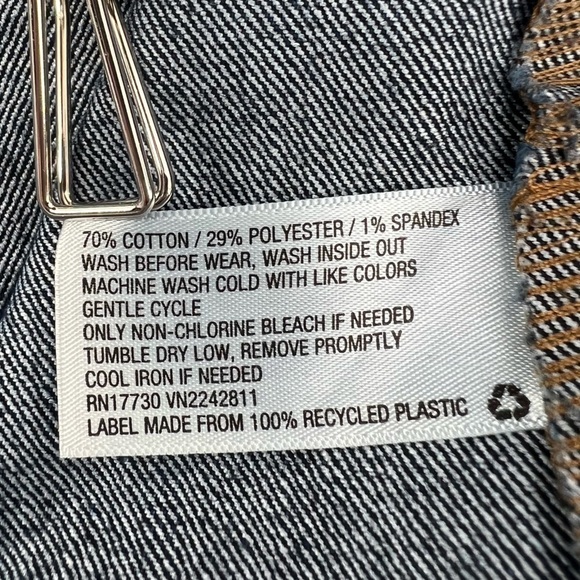 70% COTTON / 29% POLYESTER / 1% SPANDEX
WASH BEFORE WEAR, WASH INSIDE OUT
MACHINE WASH COLD WITH LIKE COLORS
GENTLE CYCLE
ONLY NON-CHLORINE BLEACH IF NEEDED
TUMBLE DRY LOW, REMOVE PROMPTLY
COOL IRON IF NEEDED
RN17730 VN2242811
LABEL MADE FROM 100% RECYCLED PLASTIC